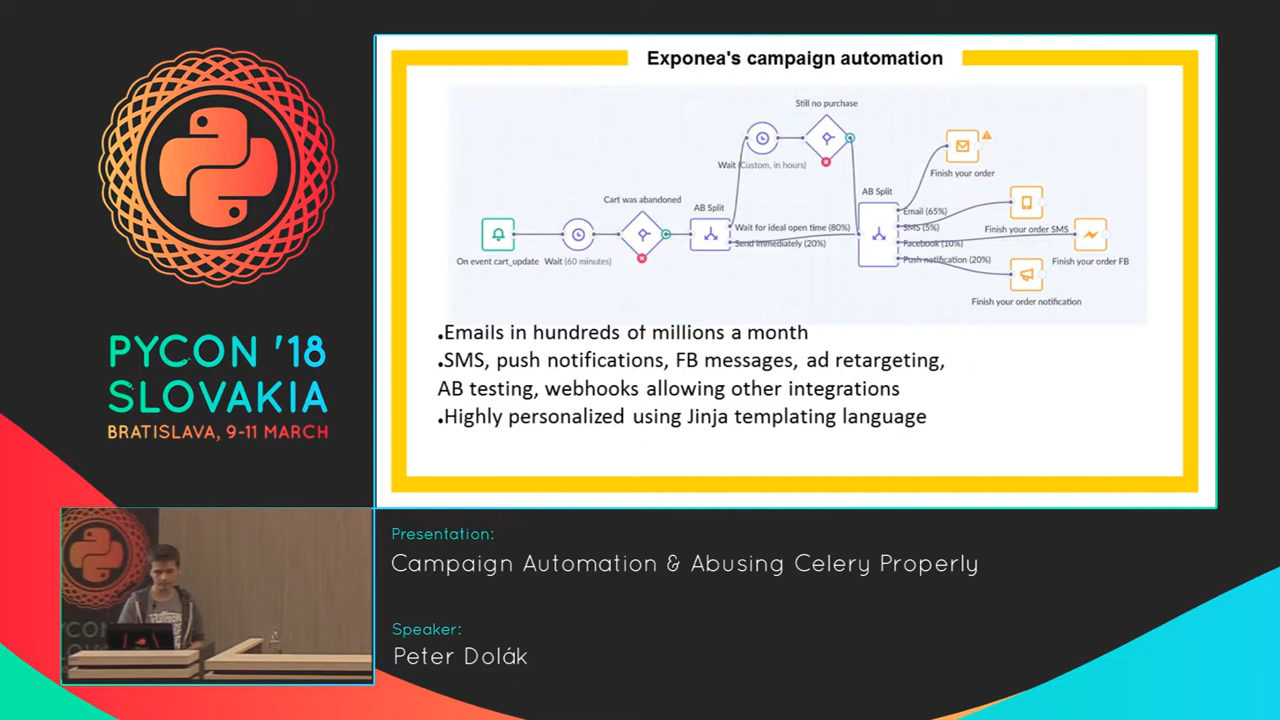 PYCON '18
SLOVAKIA
BRATISLAVA, 9-11 MARCH
Exponea's campaign automation
Still no purchase
Wait (Custom, in hours)
Finish your order
Cart was abandoned
AB Split
AB Split
Email (65%)
Wait for ideal open time (80%)
SMS (5%)
Finish your order SMS
Send immediately (20%)
Facebook (10%)
On event cart_update
Wait (60 minutes)
Push notification (20%)
Finish your order FB
Finish your order notification
.Emails in hundreds of millions a month
.SMS, push notifications, FB messages, ad retargeting,
AB testing, webhooks allowing other integrations
.Highly personalized using Jinja templating language
Presentation:
Campaign Automation & Abusing Celery Properly
Speaker:
Peter Dolák